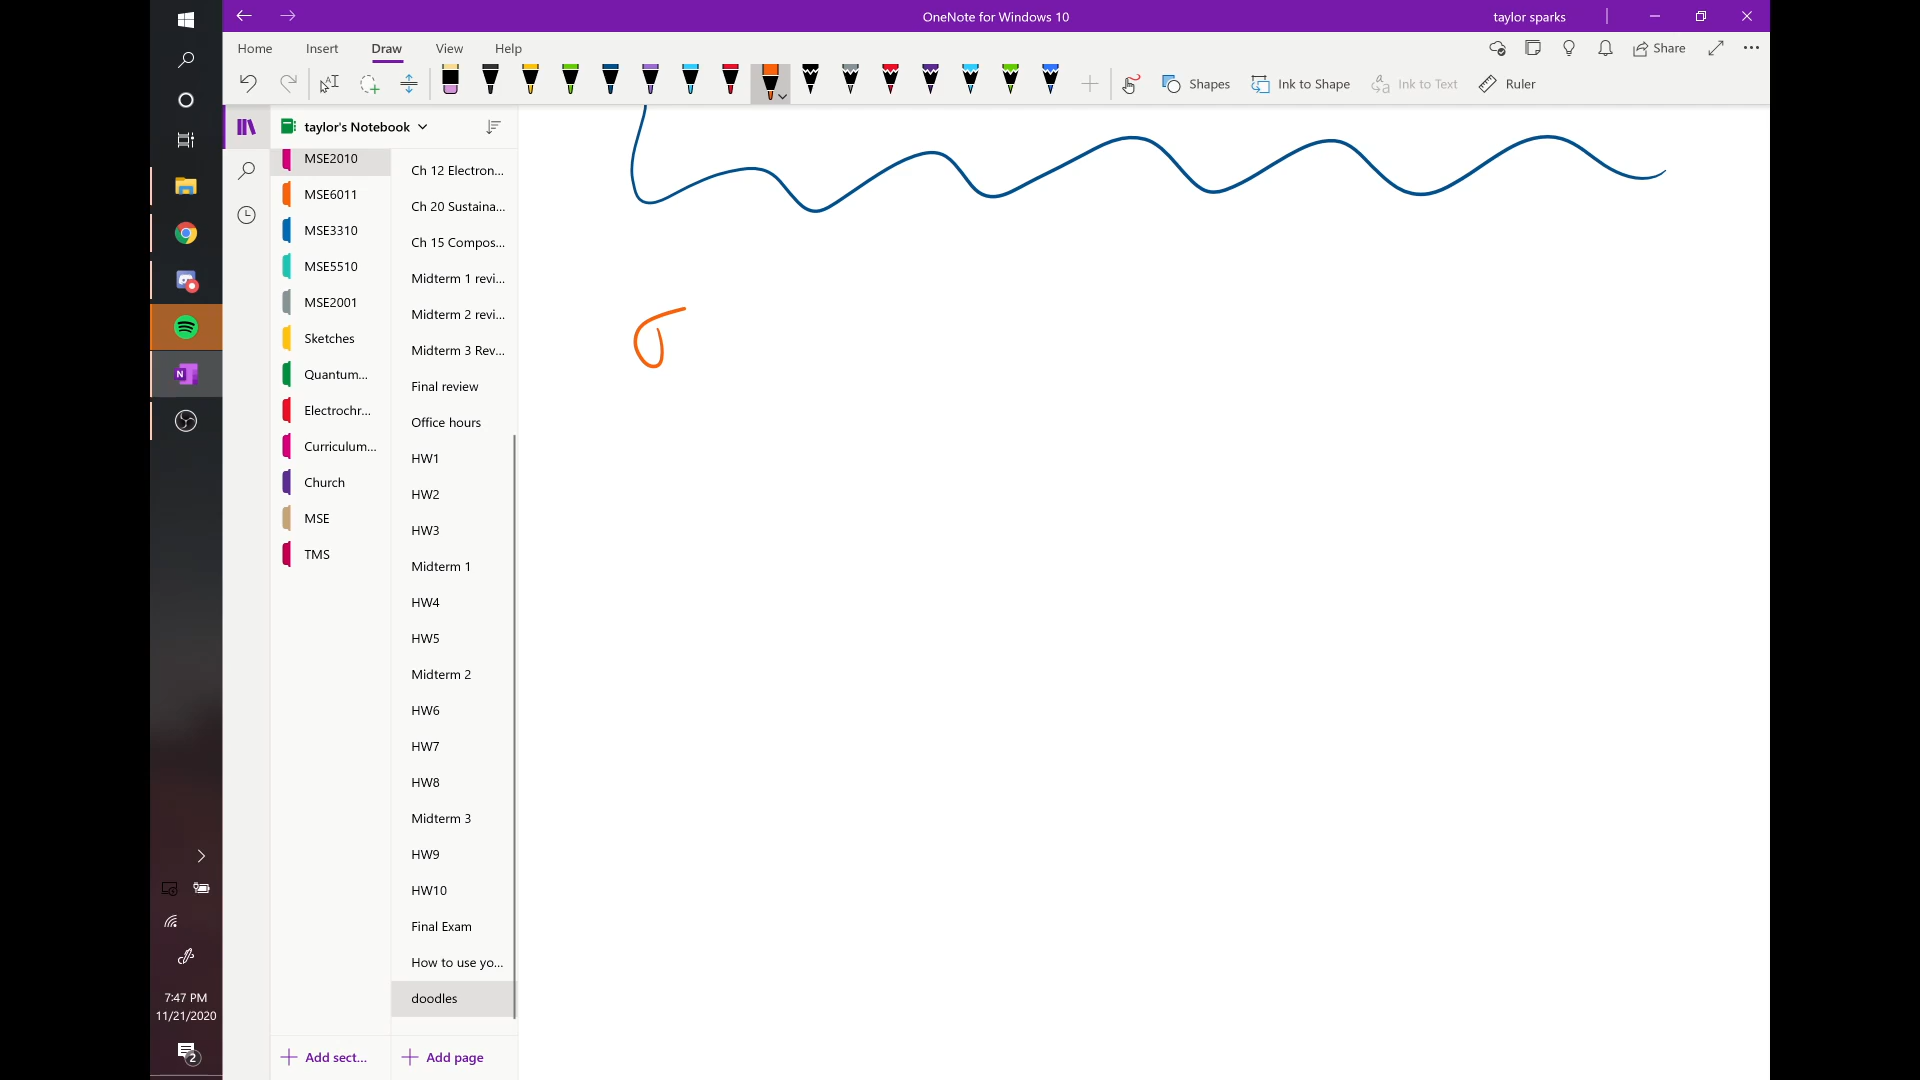 OneNote for Windows 10
taylor sparks
Home Insert Draw View Help
Share
Shapes Ink to Shape Ink to Text Ruler
taylor's Notebook
MSE2010
MSE6011
MSE3310
MSE5510
MSE2001
Sketches
Quantum...
Electrochr...
Curriculum...
Church
MSE
TMS
Add sect...
Ch 12 Electron...
Ch 20 Sustaina...
Ch 15 Compos...
Midterm 1 revi...
Midterm 2 revi...
Midterm 3 Rev...
Final review
Office hours
HW1
HW2
HW3
Midterm 1
HW4
HW5
Midterm 2
HW6
HW7
HW8
Midterm 3
HW9
HW10
Final Exam
How to use yo...
doodles
Add page
σ
7:47 PM
11/21/2020
2